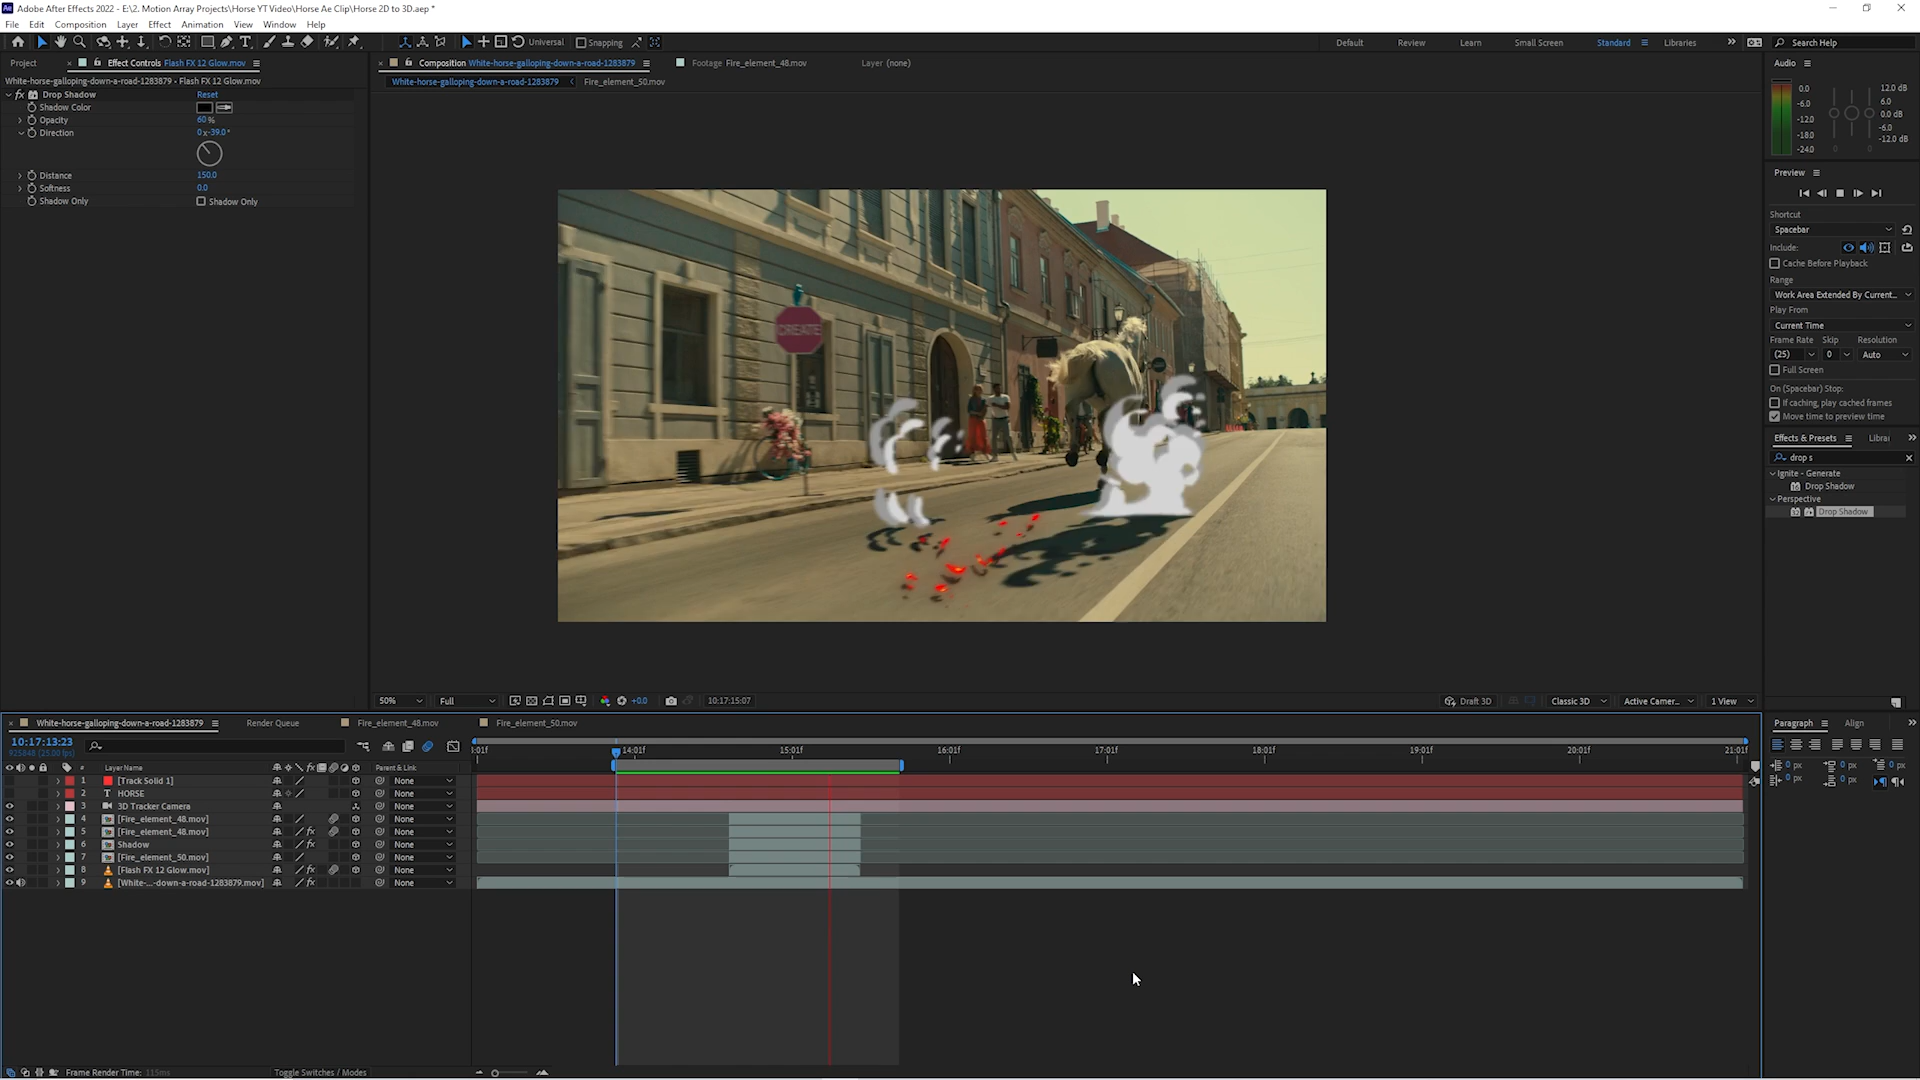 Adobe After Effects 2022 - E:\2. Motion Array Projects\Horse YT Video\Horse Ae Clip\Horse 2D to 3D.aep *
File Edit Composition Layer Effect Animation View Window Help
Universal Snapping Default Review Learn Small Screen Standard Libraries Search Help
Project Effect Controls Flash FX 12 Glow.mov
Composition White-horse-galloping-down-a-road-1283879 Footage Fire_element_48.mov Layer (none)
Audio
White-horse-galloping-down-a-road-1283879 • Flash FX 12 Glow.mov
White-horse-galloping-down-a-road-1283879 Fire_element_50.mov
fx Drop Shadow Reset
Shadow Color
Opacity 60 %
Direction 0x-39.0°
Distance 150.0
Softness 0.0
Shadow Only Shadow Only
CREATE
0.0 12.0 dB
-6.0 6.0
-12.0 0.0 dB
-18.0 -6.0
-24.0 -12.0 dB
0 0
Preview
Shortcut
Spacebar
Include:
Cache Before Playback
Range
Work Area Extended By Current...
Play From
Current Time
Frame Rate Skip Resolution
(25) 0 Auto
Full Screen
On (Spacebar) Stop:
If caching, play cached frames
Move time to preview time
Effects & Presets Librai
drop s
Ignite - Generate
Drop Shadow
Perspective
Drop Shadow
50% Full +0.0 10:17:15:07 Draft 3D Classic 3D Active Camer... 1 View
White-horse-galloping-down-a-road-1283879 Render Queue Fire_element_48.mov Fire_element_50.mov
10:17:13:23
925848 (25.00 fps)
:01f 14:01f 15:01f 16:01f 17:01f 18:01f 19:01f 20:01f 21:01f
# Layer Name fx Parent & Link
1 [Track Solid 1] None
2 T HORSE None
3 3D Tracker Camera None
4 [Fire_element_48.mov] None
5 [Fire_element_48.mov] fx None
6 Shadow fx None
7 [Fire_element_50.mov] None
8 [Flash FX 12 Glow.mov] fx None
9 [White-...-down-a-road-1283879.mov] fx None
Frame Render Time: 115ms Toggle Switches / Modes
Paragraph Align
0 px 0 px 0 px
0 px 0 px